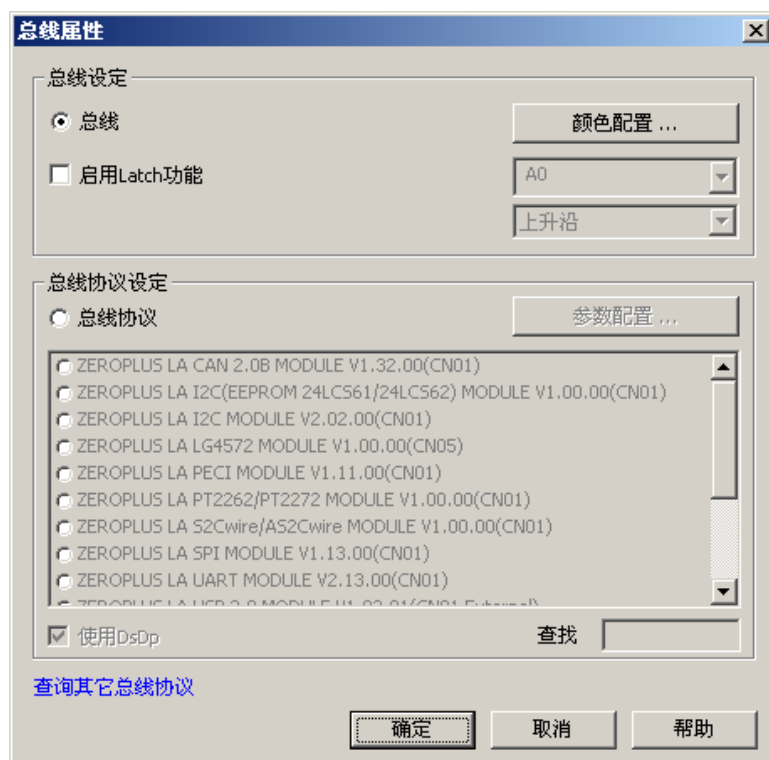 总线属性
总线设定
总线
颜色配置 ...
启用Latch功能
A0
上升沿
总线协议设定
总线协议
参数配置 ...
ZEROPLUS LA CAN 2.0B MODULE V1.32.00(CN01)
ZEROPLUS LA I2C(EEPROM 24LCS61/24LCS62) MODULE V1.00.00(CN01)
ZEROPLUS LA I2C MODULE V2.02.00(CN01)
ZEROPLUS LA LG4572 MODULE V1.00.00(CN05)
ZEROPLUS LA PECI MODULE V1.11.00(CN01)
ZEROPLUS LA PT2262/PT2272 MODULE V1.00.00(CN01)
ZEROPLUS LA S2Cwire/AS2Cwire MODULE V1.00.00(CN01)
ZEROPLUS LA SPI MODULE V1.13.00(CN01)
ZEROPLUS LA UART MODULE V2.13.00(CN01)
使用DsDp
查找
查询其它总线协议
确定
取消
帮助